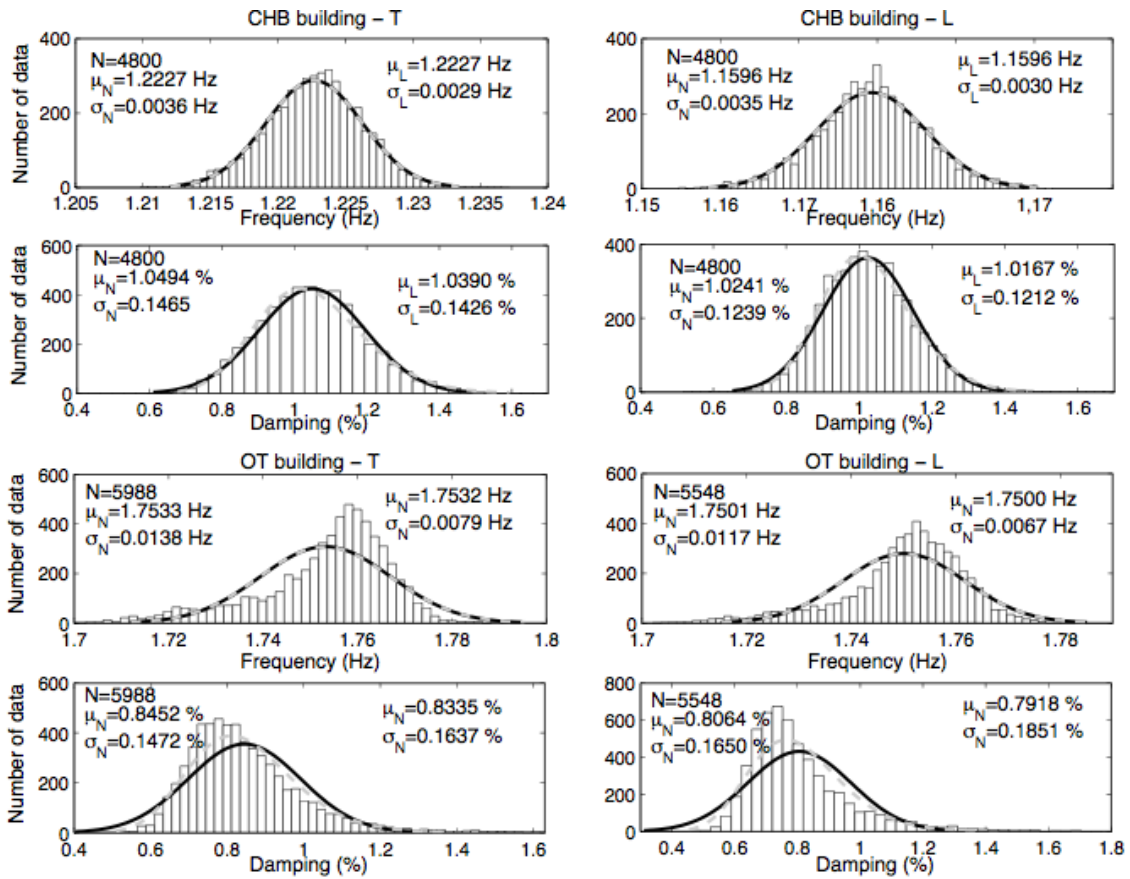 CHB building – T
Number of data
400
200
0
N=4800
μN=1.2227 Hz
σN=0.0036 Hz
μL=1.2227 Hz
σL=0.0029 Hz
1.205 1.21 1.215 1.22 1.225 1.23 1.235 1.24
Frequency (Hz)
CHB building – L
400
200
0
N=4800
μN=1.1596 Hz
σN=0.0035 Hz
μL=1.1596 Hz
σL=0.0030 Hz
1.15 1.16 1.17 1.16 1,17
Frequency (Hz)
Number of data
600
400
200
0
N=4800
μN=1.0494 %
σN=0.1465
μL=1.0390 %
σL=0.1426 %
0.4 0.6 0.8 1 1.2 1.4 1.6
Damping (%)
400
200
0
N=4800
μN=1.0241 %
σN=0.1239 %
μL=1.0167 %
σL=0.1212 %
0.4 0.6 0.8 1 1.2 1.4 1.6
Damping (%)
OT building – T
Number of data
600
400
200
0
N=5988
μN=1.7533 Hz
σN=0.0138 Hz
μN=1.7532 Hz
σN=0.0079 Hz
1.7 1.72 1.74 1.76 1.78 1.8
Frequency (Hz)
OT building – L
600
400
200
0
N=5548
μN=1.7501 Hz
σN=0.0117 Hz
μN=1.7500 Hz
σN=0.0067 Hz
1.7 1.72 1.74 1.76 1.78
Frequency (Hz)
Number of data
600
400
200
0
N=5988
μN=0.8452 %
σN=0.1472 %
μN=0.8335 %
σN=0.1637 %
0.4 0.6 0.8 1 1.2 1.4 1.6
Damping (%)
800
600
400
200
0
N=5548
μN=0.8064 %
σN=0.1650 %
μN=0.7918 %
σN=0.1851 %
0.4 0.6 0.8 1 1.2 1.4 1.6 1,8
Damping (%)